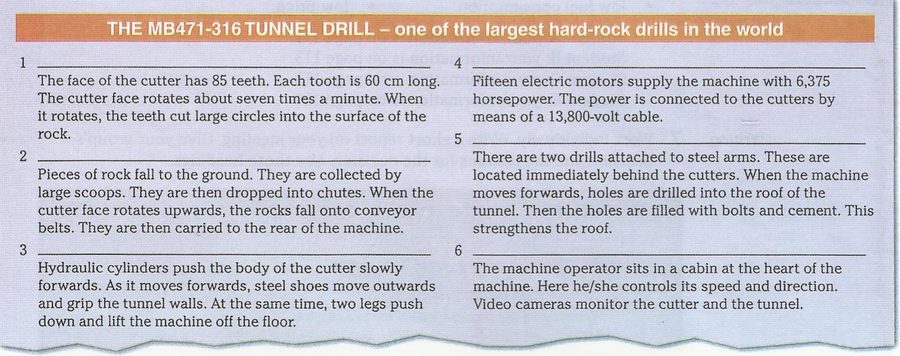 THE MB471-316 TUNNEL DRILL – one of the largest hard-rock drills in the world
1
The face of the cutter has 85 teeth. Each tooth is 60 cm long.
The cutter face rotates about seven times a minute. When
it rotates, the teeth cut large circles into the surface of the
rock.
2
Pieces of rock fall to the ground. They are collected by
large scoops. They are then dropped into chutes. When the
cutter face rotates upwards, the rocks fall onto conveyor
belts. They are then carried to the rear of the machine.
3
Hydraulic cylinders push the body of the cutter slowly
forwards. As it moves forwards, steel shoes move outwards
and grip the tunnel walls. At the same time, two legs push
down and lift the machine off the floor.
4
Fifteen electric motors supply the machine with 6,375
horsepower. The power is connected to the cutters by
means of a 13,800-volt cable.
5
There are two drills attached to steel arms. These are
located immediately behind the cutters. When the machine
moves forwards, holes are drilled into the roof of the
tunnel. Then the holes are filled with bolts and cement. This
strengthens the roof.
6
The machine operator sits in a cabin at the heart of the
machine. Here he/she controls its speed and direction.
Video cameras monitor the cutter and the tunnel.